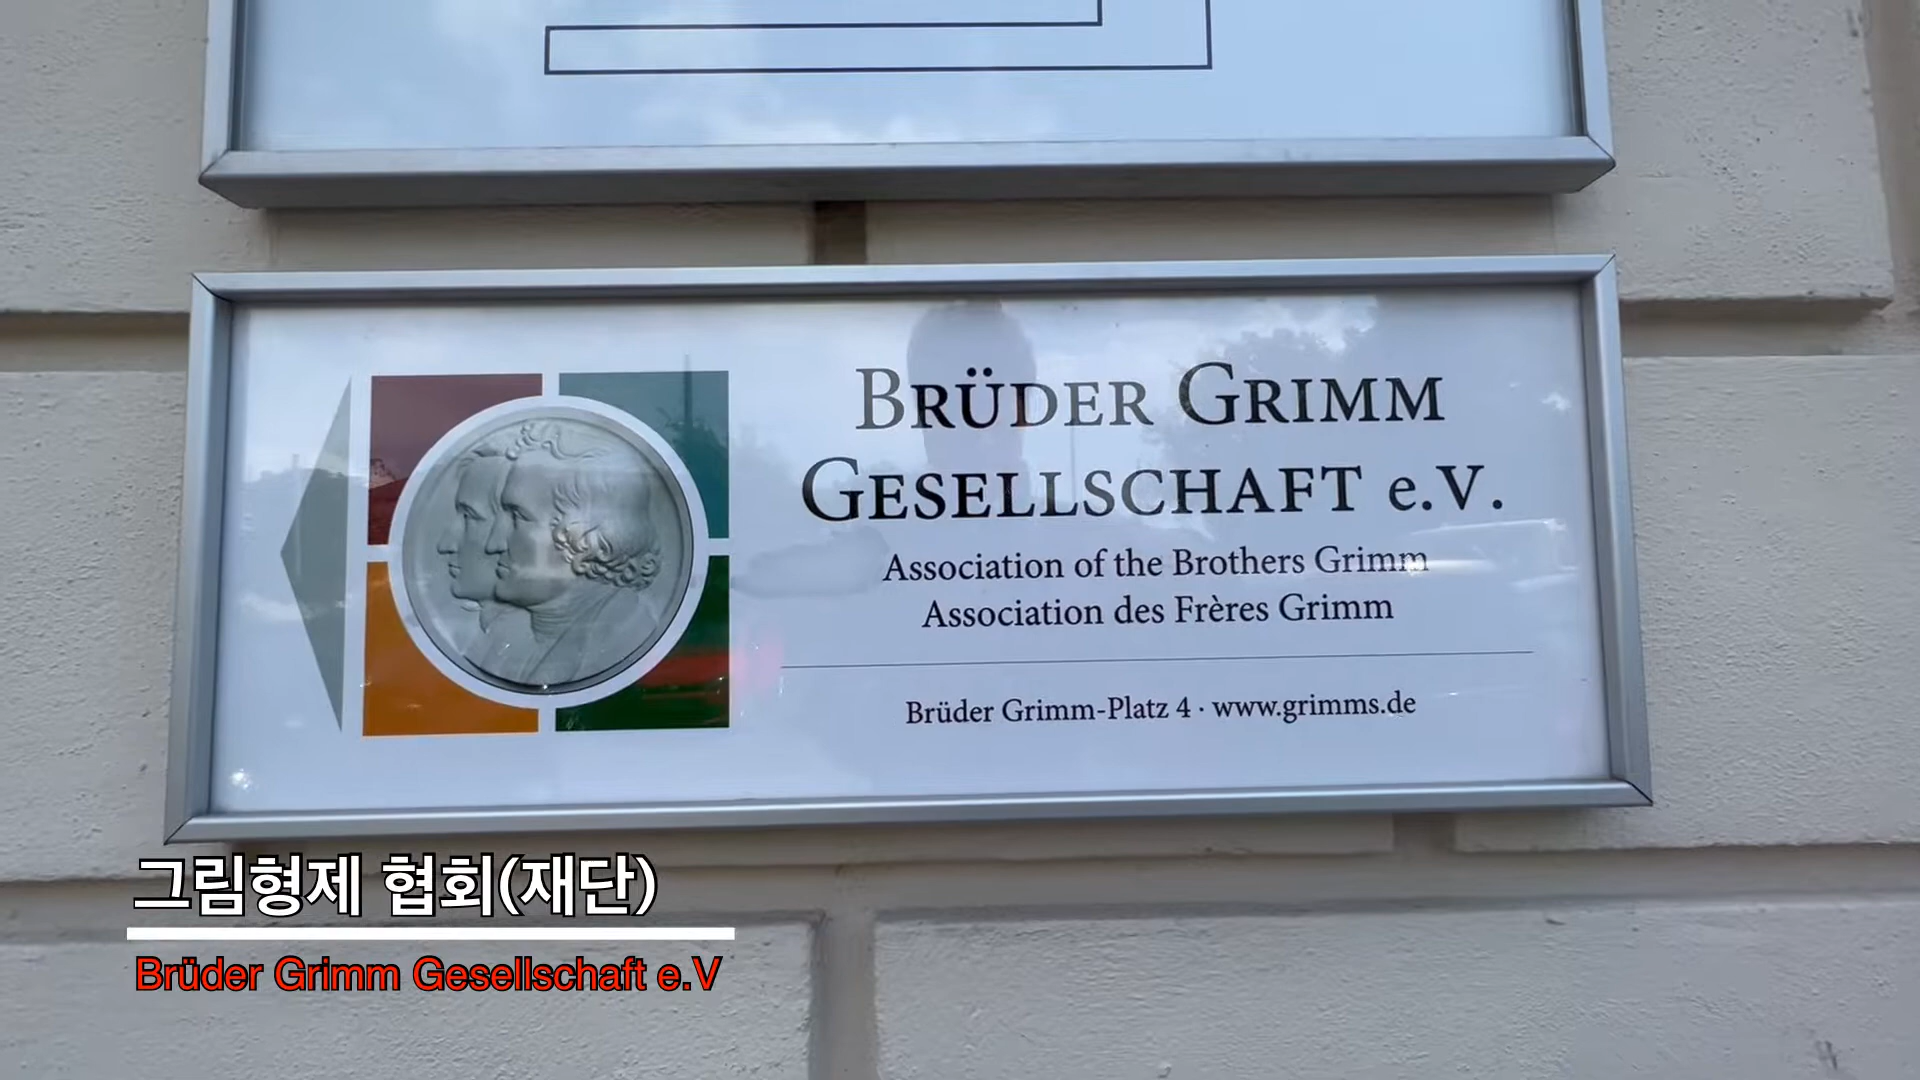 BRÜDER GRIMM
GESELLSCHAFT e.V.
Association of the Brothers Grimm
Association des Frères Grimm
Brüder Grimm-Platz 4 · www.grimms.de
그림형제 협회(재단)
Brüder Grimm Gesellschaft e.V